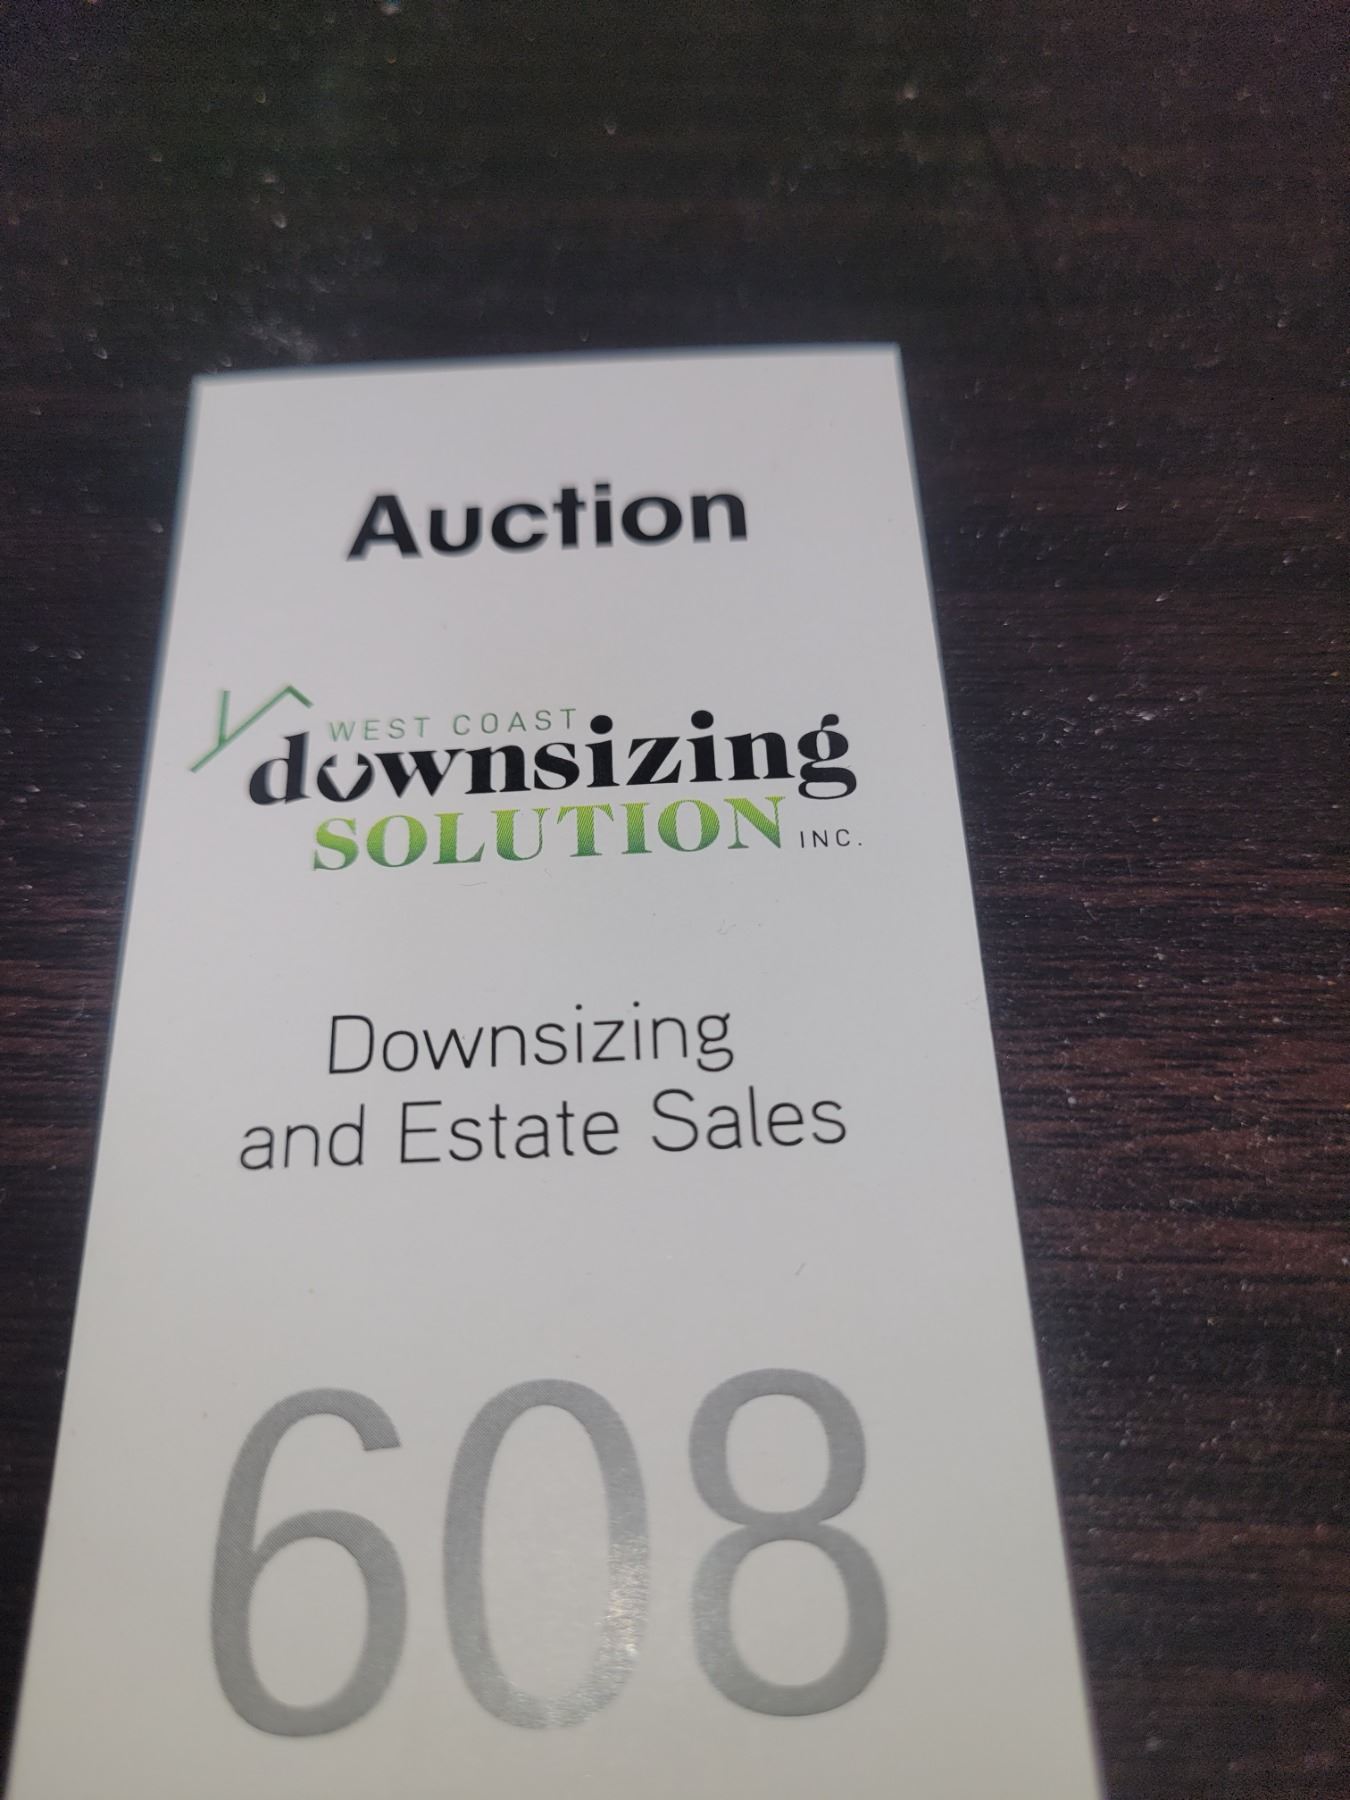 Auction
WEST COAST
downsizing
SOLUTION INC.
Downsizing
and Estate Sales
608